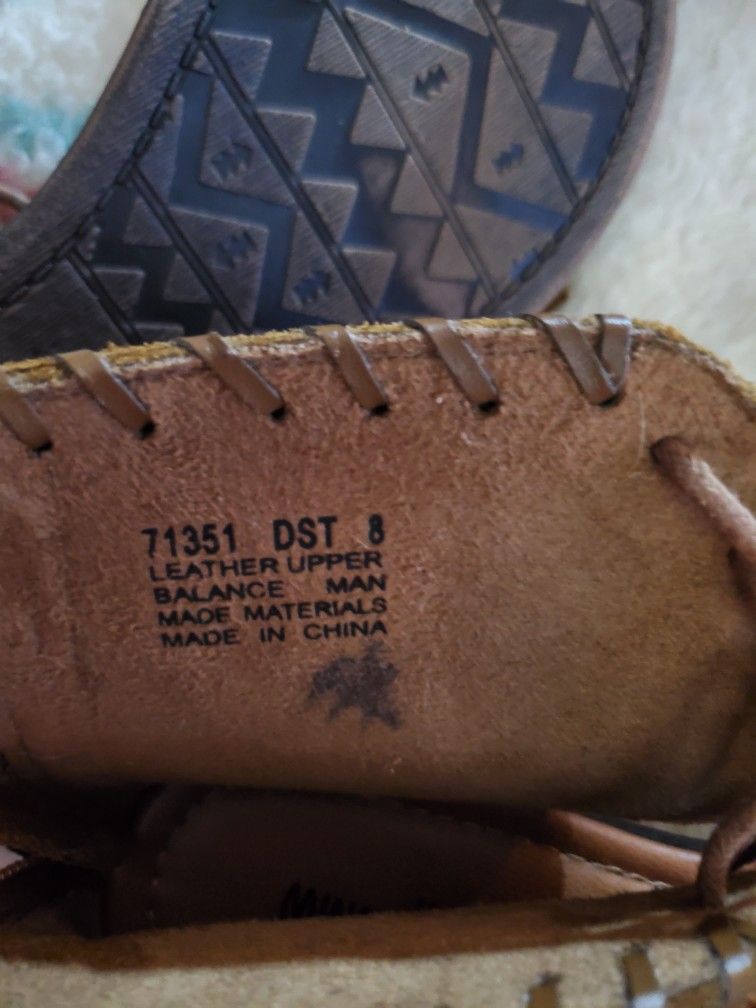 71351 DST 8
LEATHER UPPER
BALANCE MAN
MADE MATERIALS
MADE IN CHINA